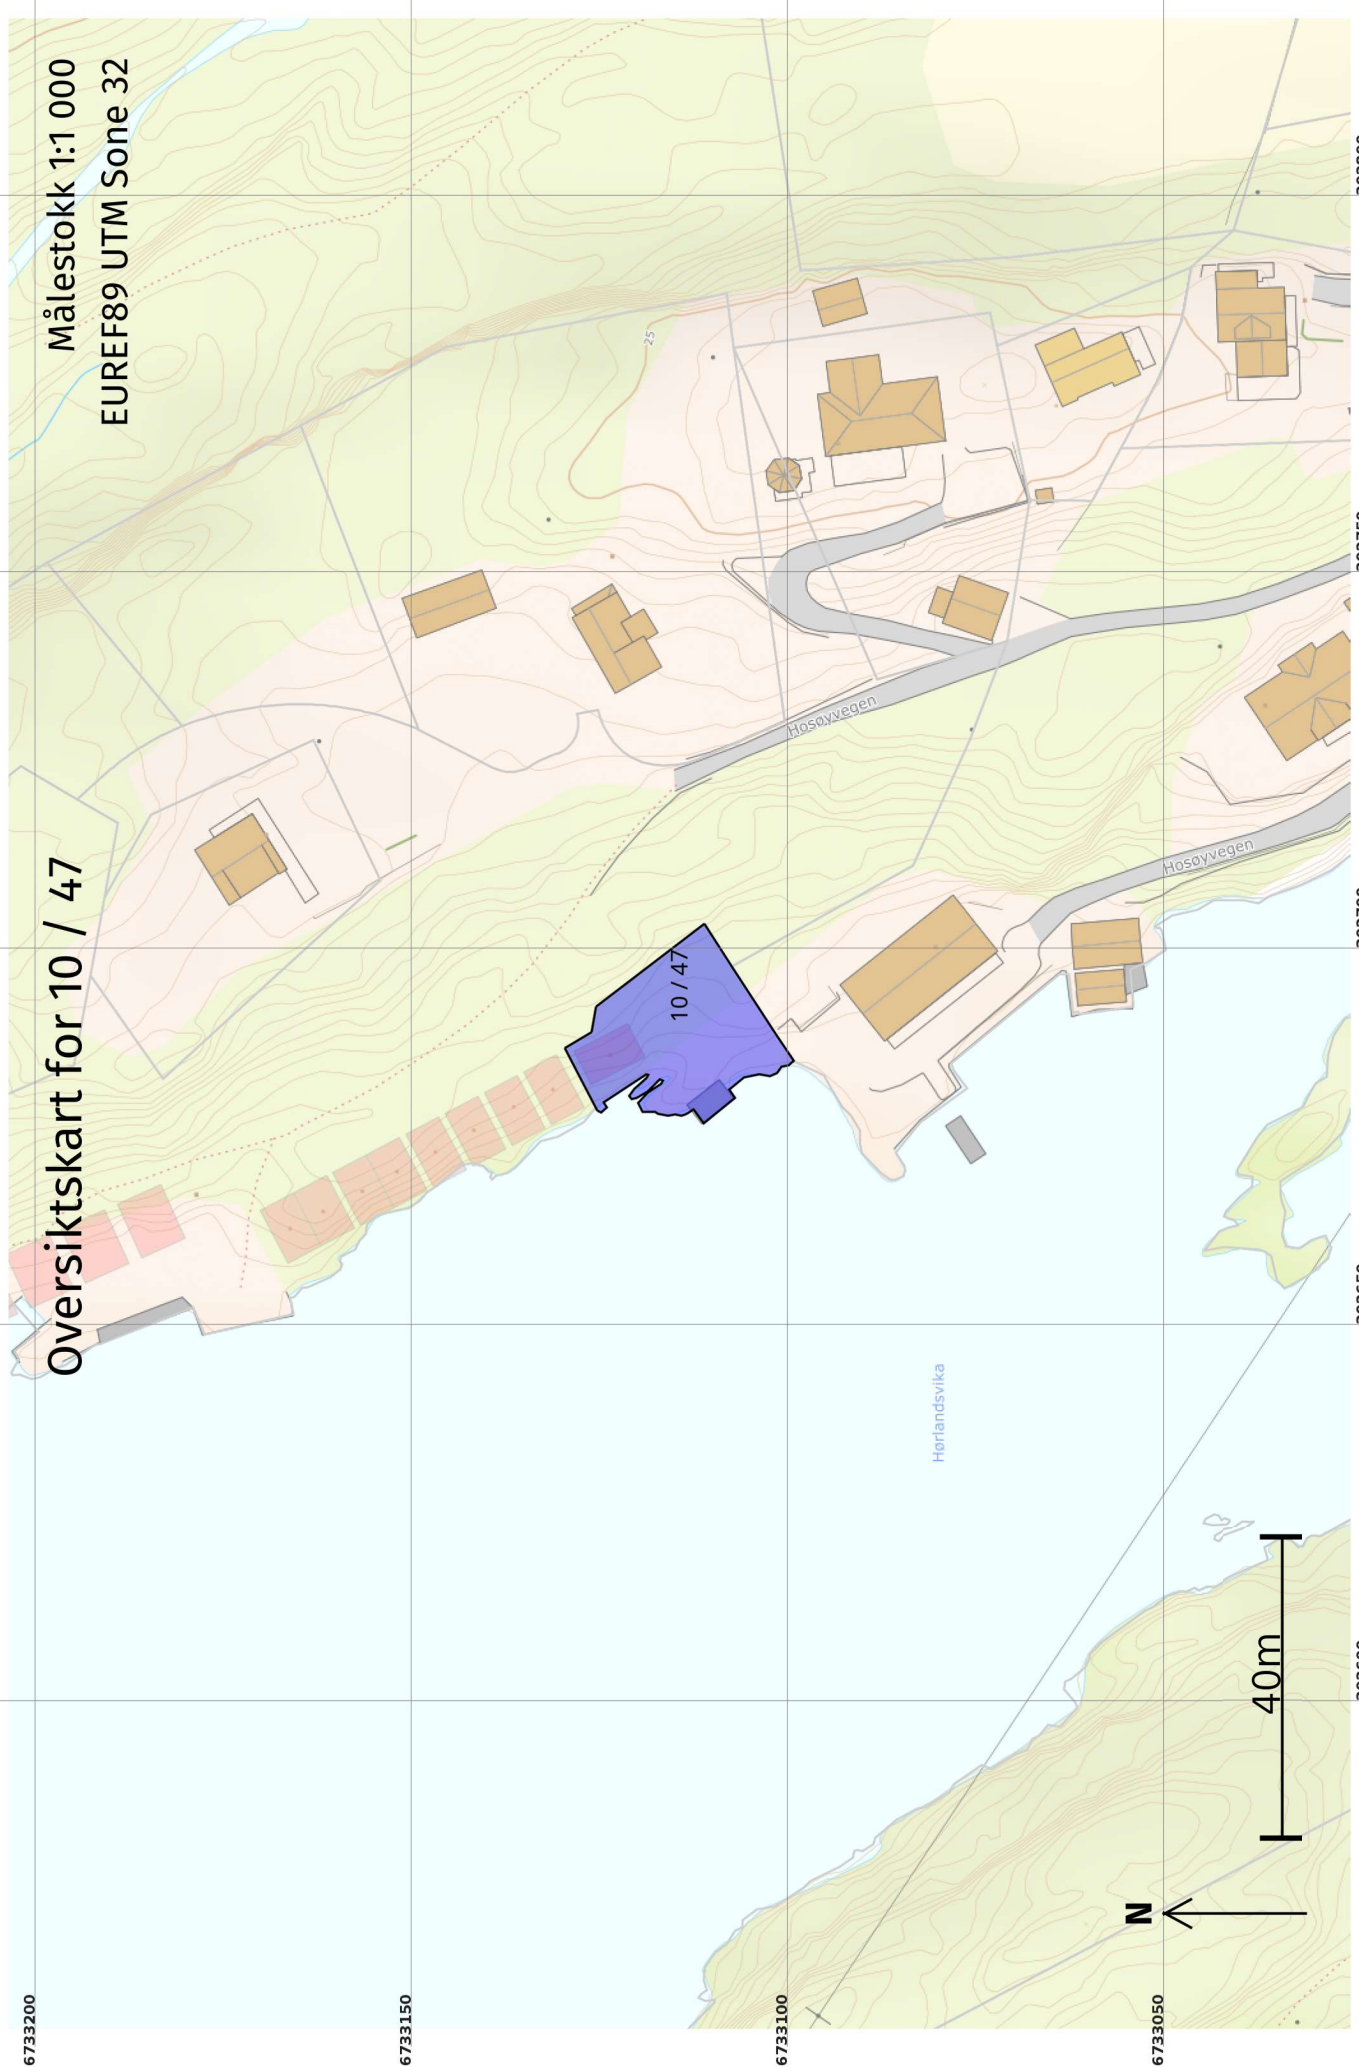 Oversiktskart for 10 / 47
Målestokk 1:1 000
EUREF89 UTM Sone 32
25
Hosøyvegen
Hosøyvegen
10 / 47
Hørlandsvika
40m
N
6733200
6733150
6733100
6733050